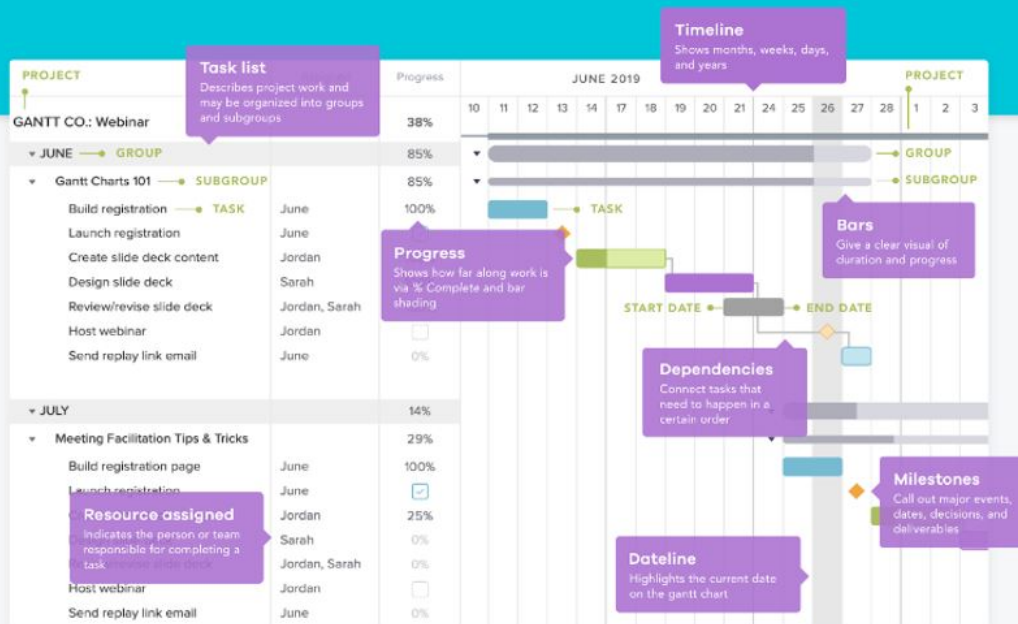 Timeline
Shows months, weeks, days,
and years
Task list
Describes project work and
may be organized into groups
and subgroups
PROJECT
Progress
JUNE 2019
PROJECT
10 11 12 13 14 17 18 19 20 21 24 25 26 27 28 1 2 3
GANTT CO.: Webinar 38%
JUNE GROUP 85% GROUP
Gantt Charts 101 SUBGROUP 85% SUBGROUP
Build registration TASK June 100% TASK
Launch registration June
Create slide deck content Jordan
Design slide deck Sarah
Review/revise slide deck Jordan, Sarah
START DATE END DATE
Host webinar Jordan
Send replay link email June 0%
Bars
Give a clear visual of
duration and progress
Progress
Shows how far along work is
via % Complete and bar
shading
Dependencies
Connect tasks that
need to happen in a
certain order
JULY 14%
Meeting Facilitation Tips & Tricks 29%
Build registration page June 100%
Launch registration June
Jordan 25%
Sarah 0%
Jordan, Sarah 0%
Host webinar Jordan
Send replay link email June 0%
Resource assigned
Indicates the person or team
responsible for completing a
task
Milestones
Call out major events,
dates, decisions, and
deliverables
Dateline
Highlights the current date
on the gantt chart